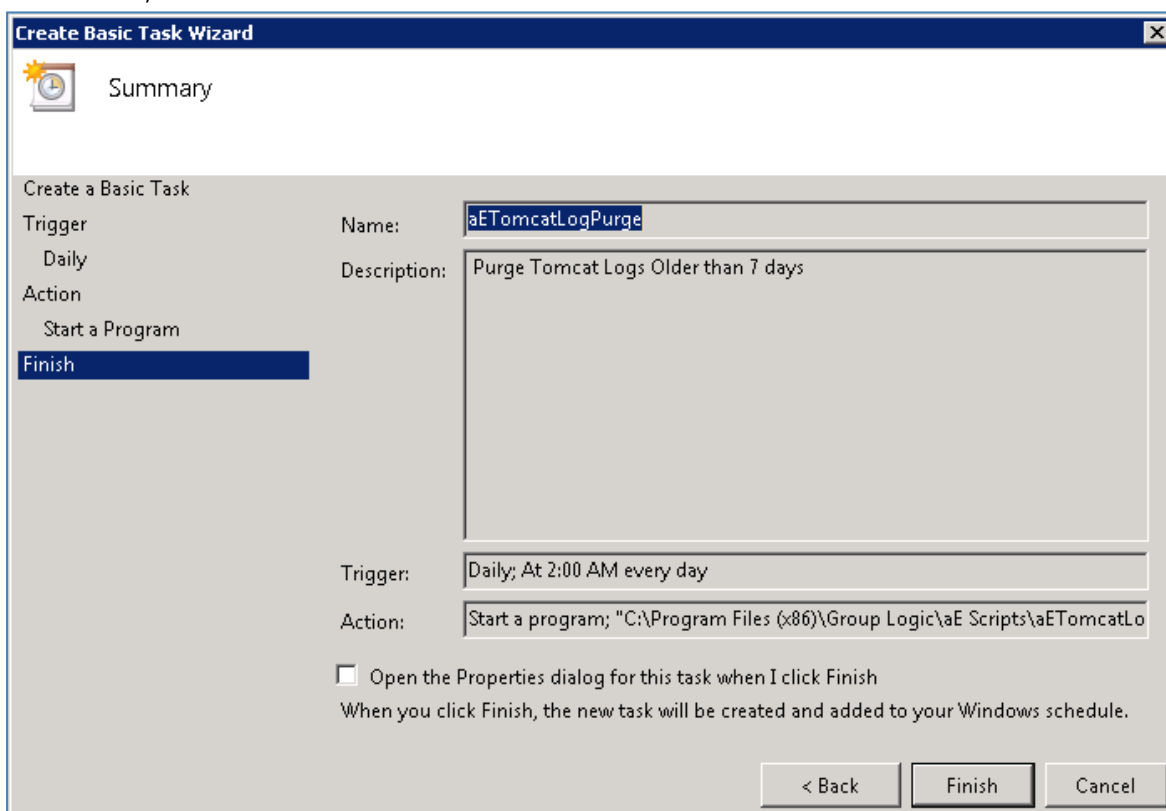 Create Basic Task Wizard
Summary
Create a Basic Task
Trigger
Daily
Action
Start a Program
Finish
Name:
aETomcatLogPurge
Description:
Purge Tomcat Logs Older than 7 days
Trigger:
Daily; At 2:00 AM every day
Action:
Start a program; "C:\Program Files (x86)\Group Logic\aE Scripts\aETomcatLo
Open the Properties dialog for this task when I click Finish
When you click Finish, the new task will be created and added to your Windows schedule.
< Back
Finish
Cancel